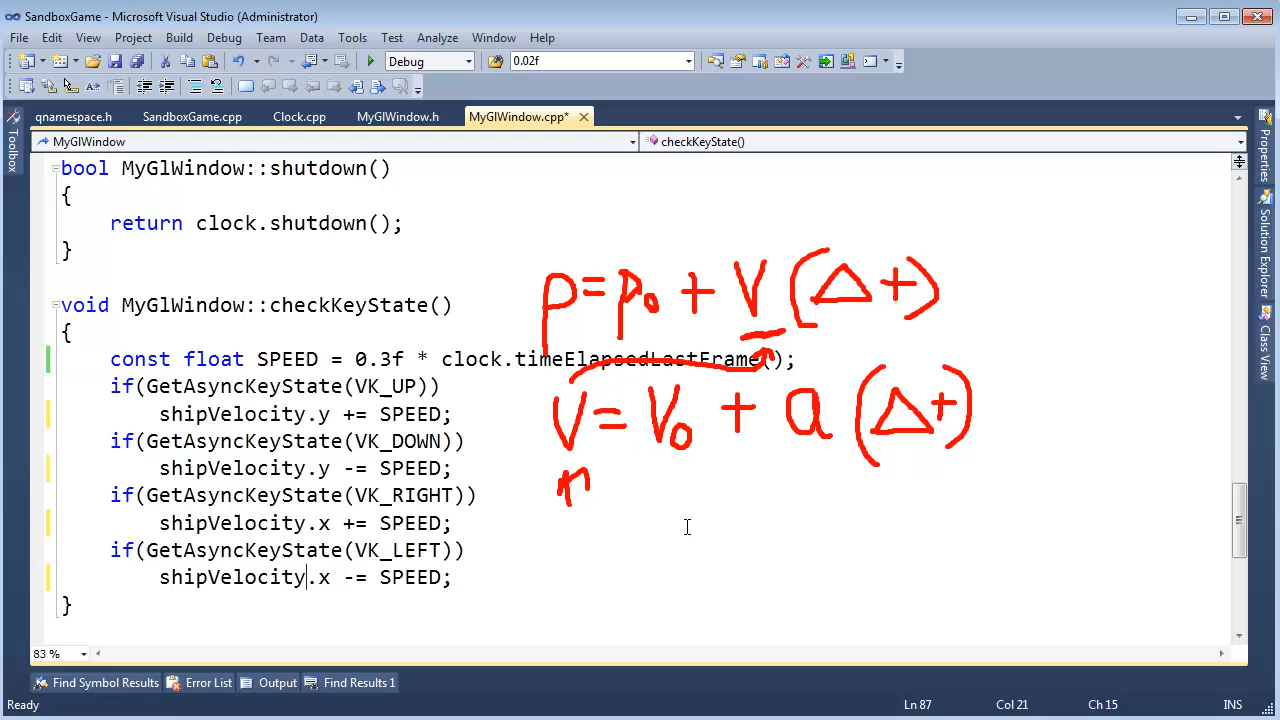 SandboxGame - Microsoft Visual Studio (Administrator)
File Edit View Project Build Debug Team Data Tools Test Analyze Window Help
Debug 0.02f
qnamespace.h SandboxGame.cpp Clock.cpp MyGlWindow.h MyGlWindow.cpp*
MyGlWindow checkKeyState()
Toolbox
Properties
Solution Explorer
Class View
bool MyGlWindow::shutdown()
{
return clock.shutdown();
}
p = p₀ + V (Δt)
void MyGlWindow::checkKeyState()
{
const float SPEED = 0.3f * clock.timeElapsedLastFrame();
if(GetAsyncKeyState(VK_UP))
shipVelocity.y += SPEED;
V = V₀ + a (Δt)
if(GetAsyncKeyState(VK_DOWN))
shipVelocity.y -= SPEED;
if(GetAsyncKeyState(VK_RIGHT))
shipVelocity.x += SPEED;
if(GetAsyncKeyState(VK_LEFT))
shipVelocity.x -= SPEED;
}
83 %
Find Symbol Results Error List Output Find Results 1
Ready Ln 87 Col 21 Ch 15 INS